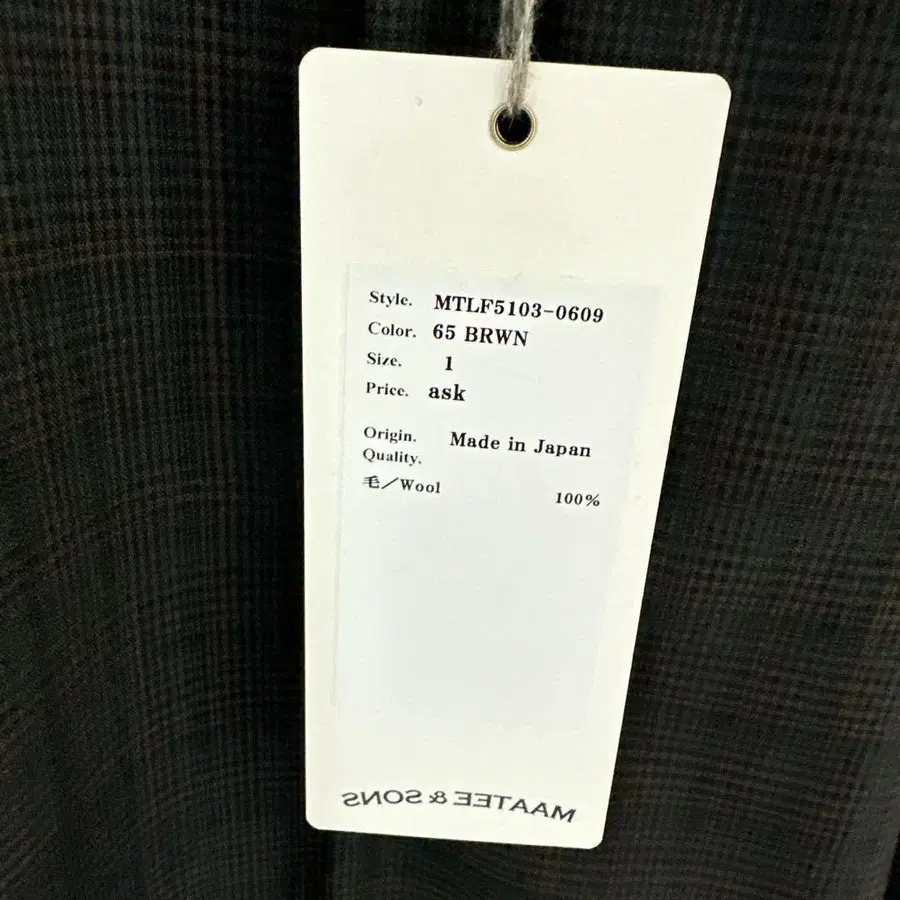 Style. MTLF5103-0609
Color. 65 BRWN
Size. 1
Price. ask
Origin. Made in Japan
Quality.
毛/Wool 100%
MAATEE & SONS